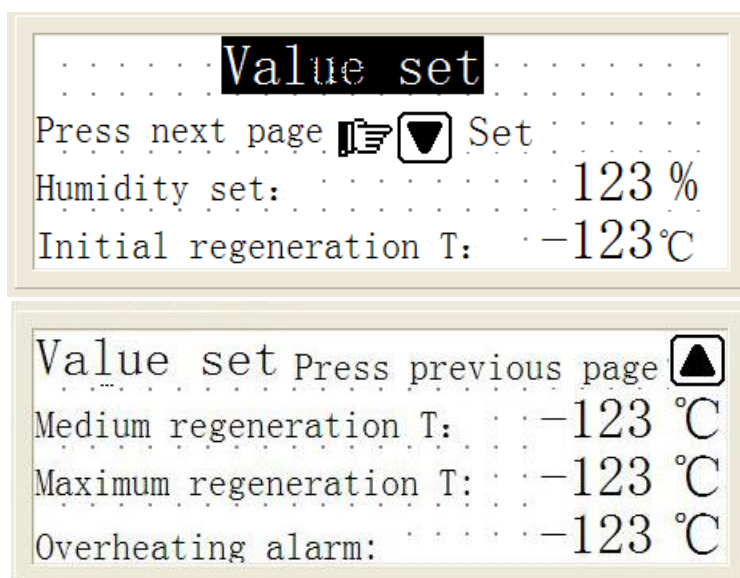 Value set
Press next page Set
Humidity set: 123 %
Initial regeneration T: -123℃
Value set Press previous page
Medium regeneration T: -123 ℃
Maximum regeneration T: -123 ℃
Overheating alarm: -123 ℃